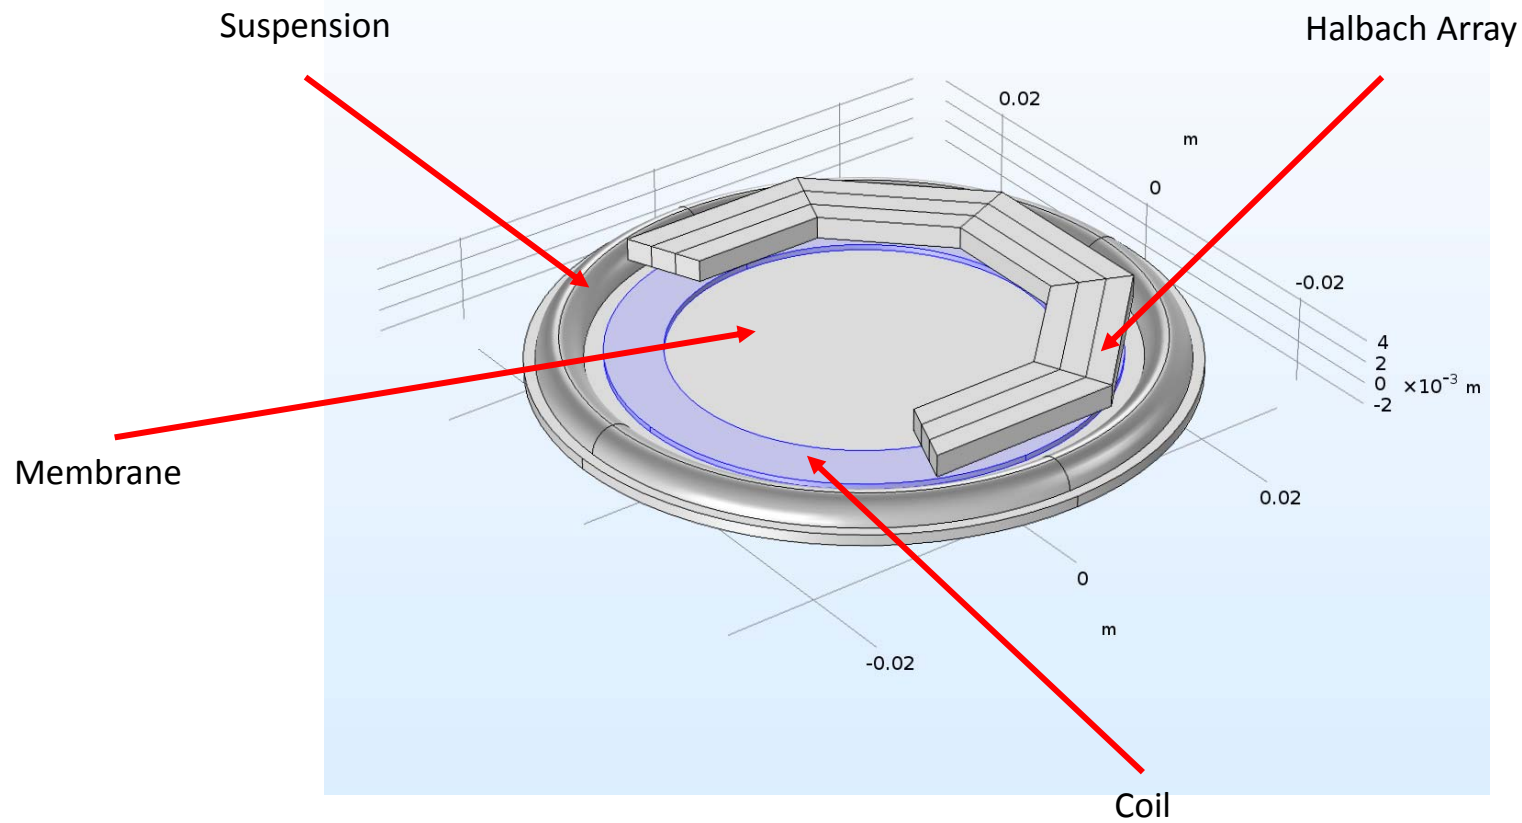 Suspension
Halbach Array
0.02
m
0
-0.02
4
2
0
×10⁻³ m
-2
Membrane
0.02
0
m
-0.02
Coil